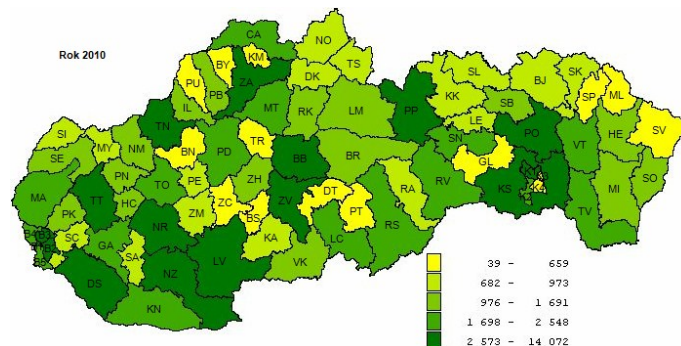 Rok 2010
CA
NO
BY
KM
TS
PU
ZA
DK
SL
BJ
SK
PB
KK
SP
ML
IL
MT
RK
LM
PP
SB
LE
HE
SV
TN
SI
MY
NM
BN
PD
TR
SN
PO
VT
SE
BB
BR
GL
PN
TO
PE
ZH
RA
RV
KS
MI
SO
MA
TT
HC
ZC
DT
PK
ZM
BS
ZV
PT
TV
SC
NR
KA
RS
GA
SA
LC
LV
VK
DS
NZ
KN
39 - 659
682 - 973
976 - 1 691
1 698 - 2 548
2 573 - 14 072